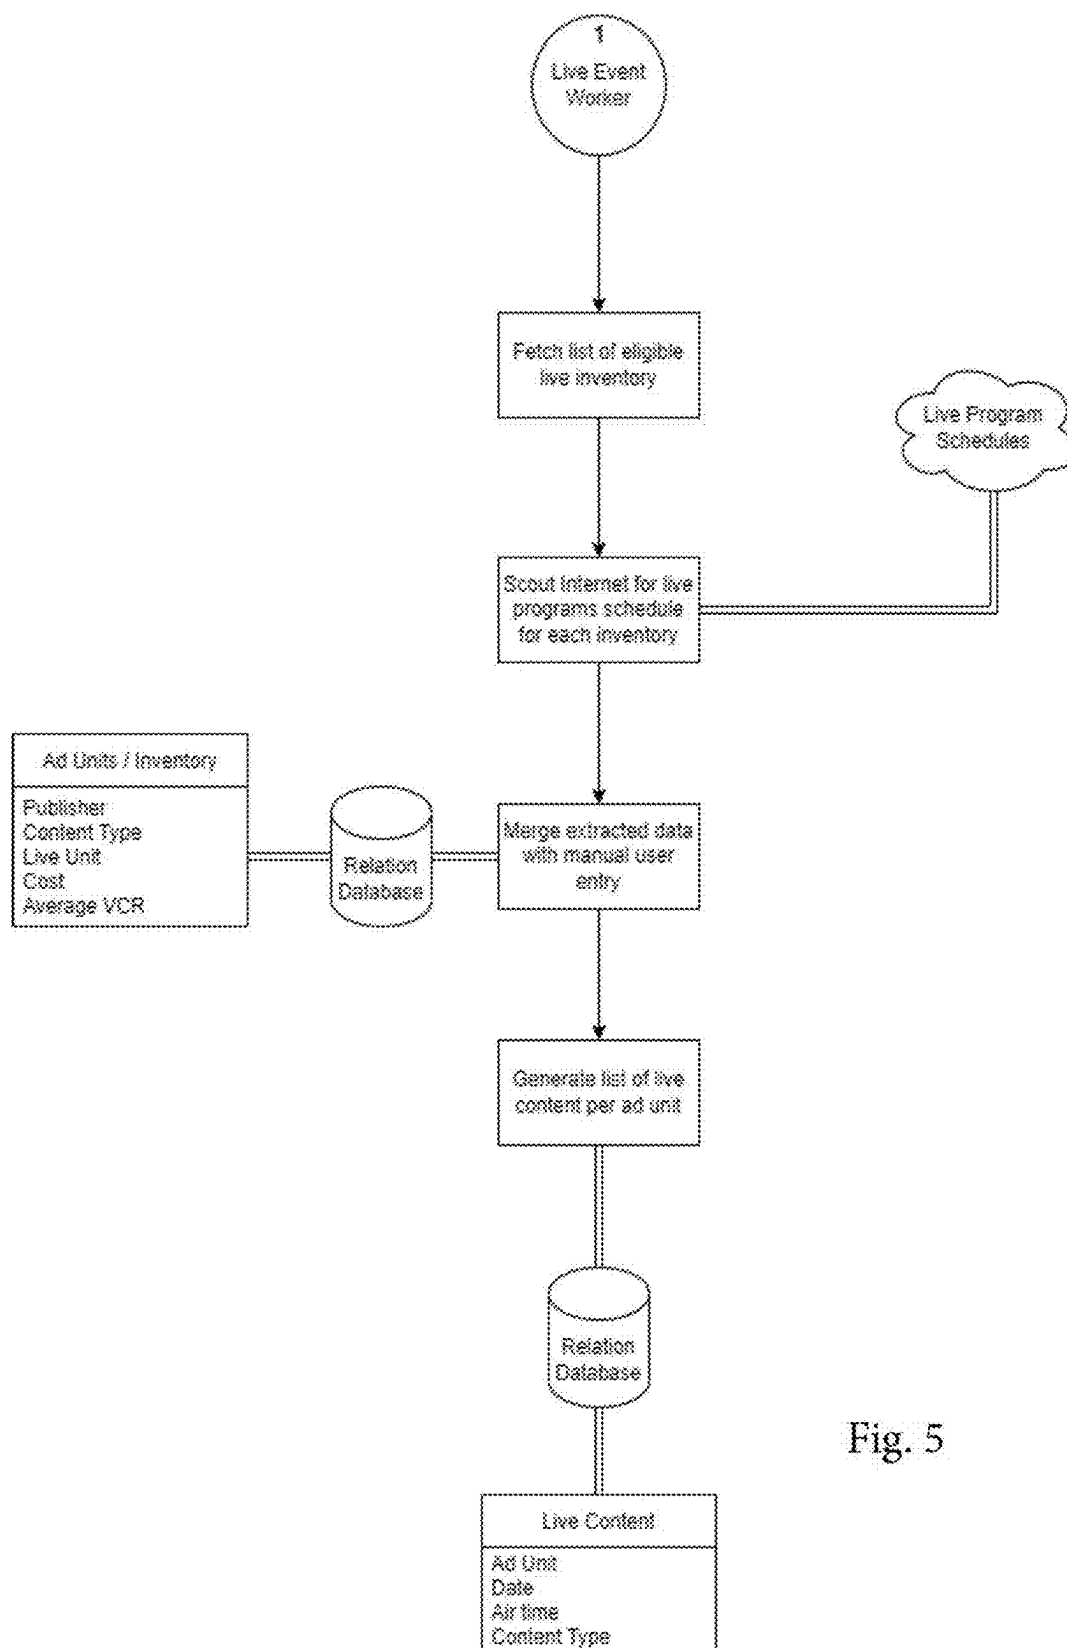 1
Live Event
Worker
Fetch list of eligible
live inventory
Live Program
Schedules
Scout Internet for live
programs schedule
for each inventory
Ad Units / Inventory
Publisher
Content Type
Live Unit
Cost
Average VCR
Relation
Database
Merge extracted data
with manual user
entry
Generate list of live
content per ad unit
Relation
Database
Fig. 5
Live Content
Ad Unit
Date
Air time
Content Type